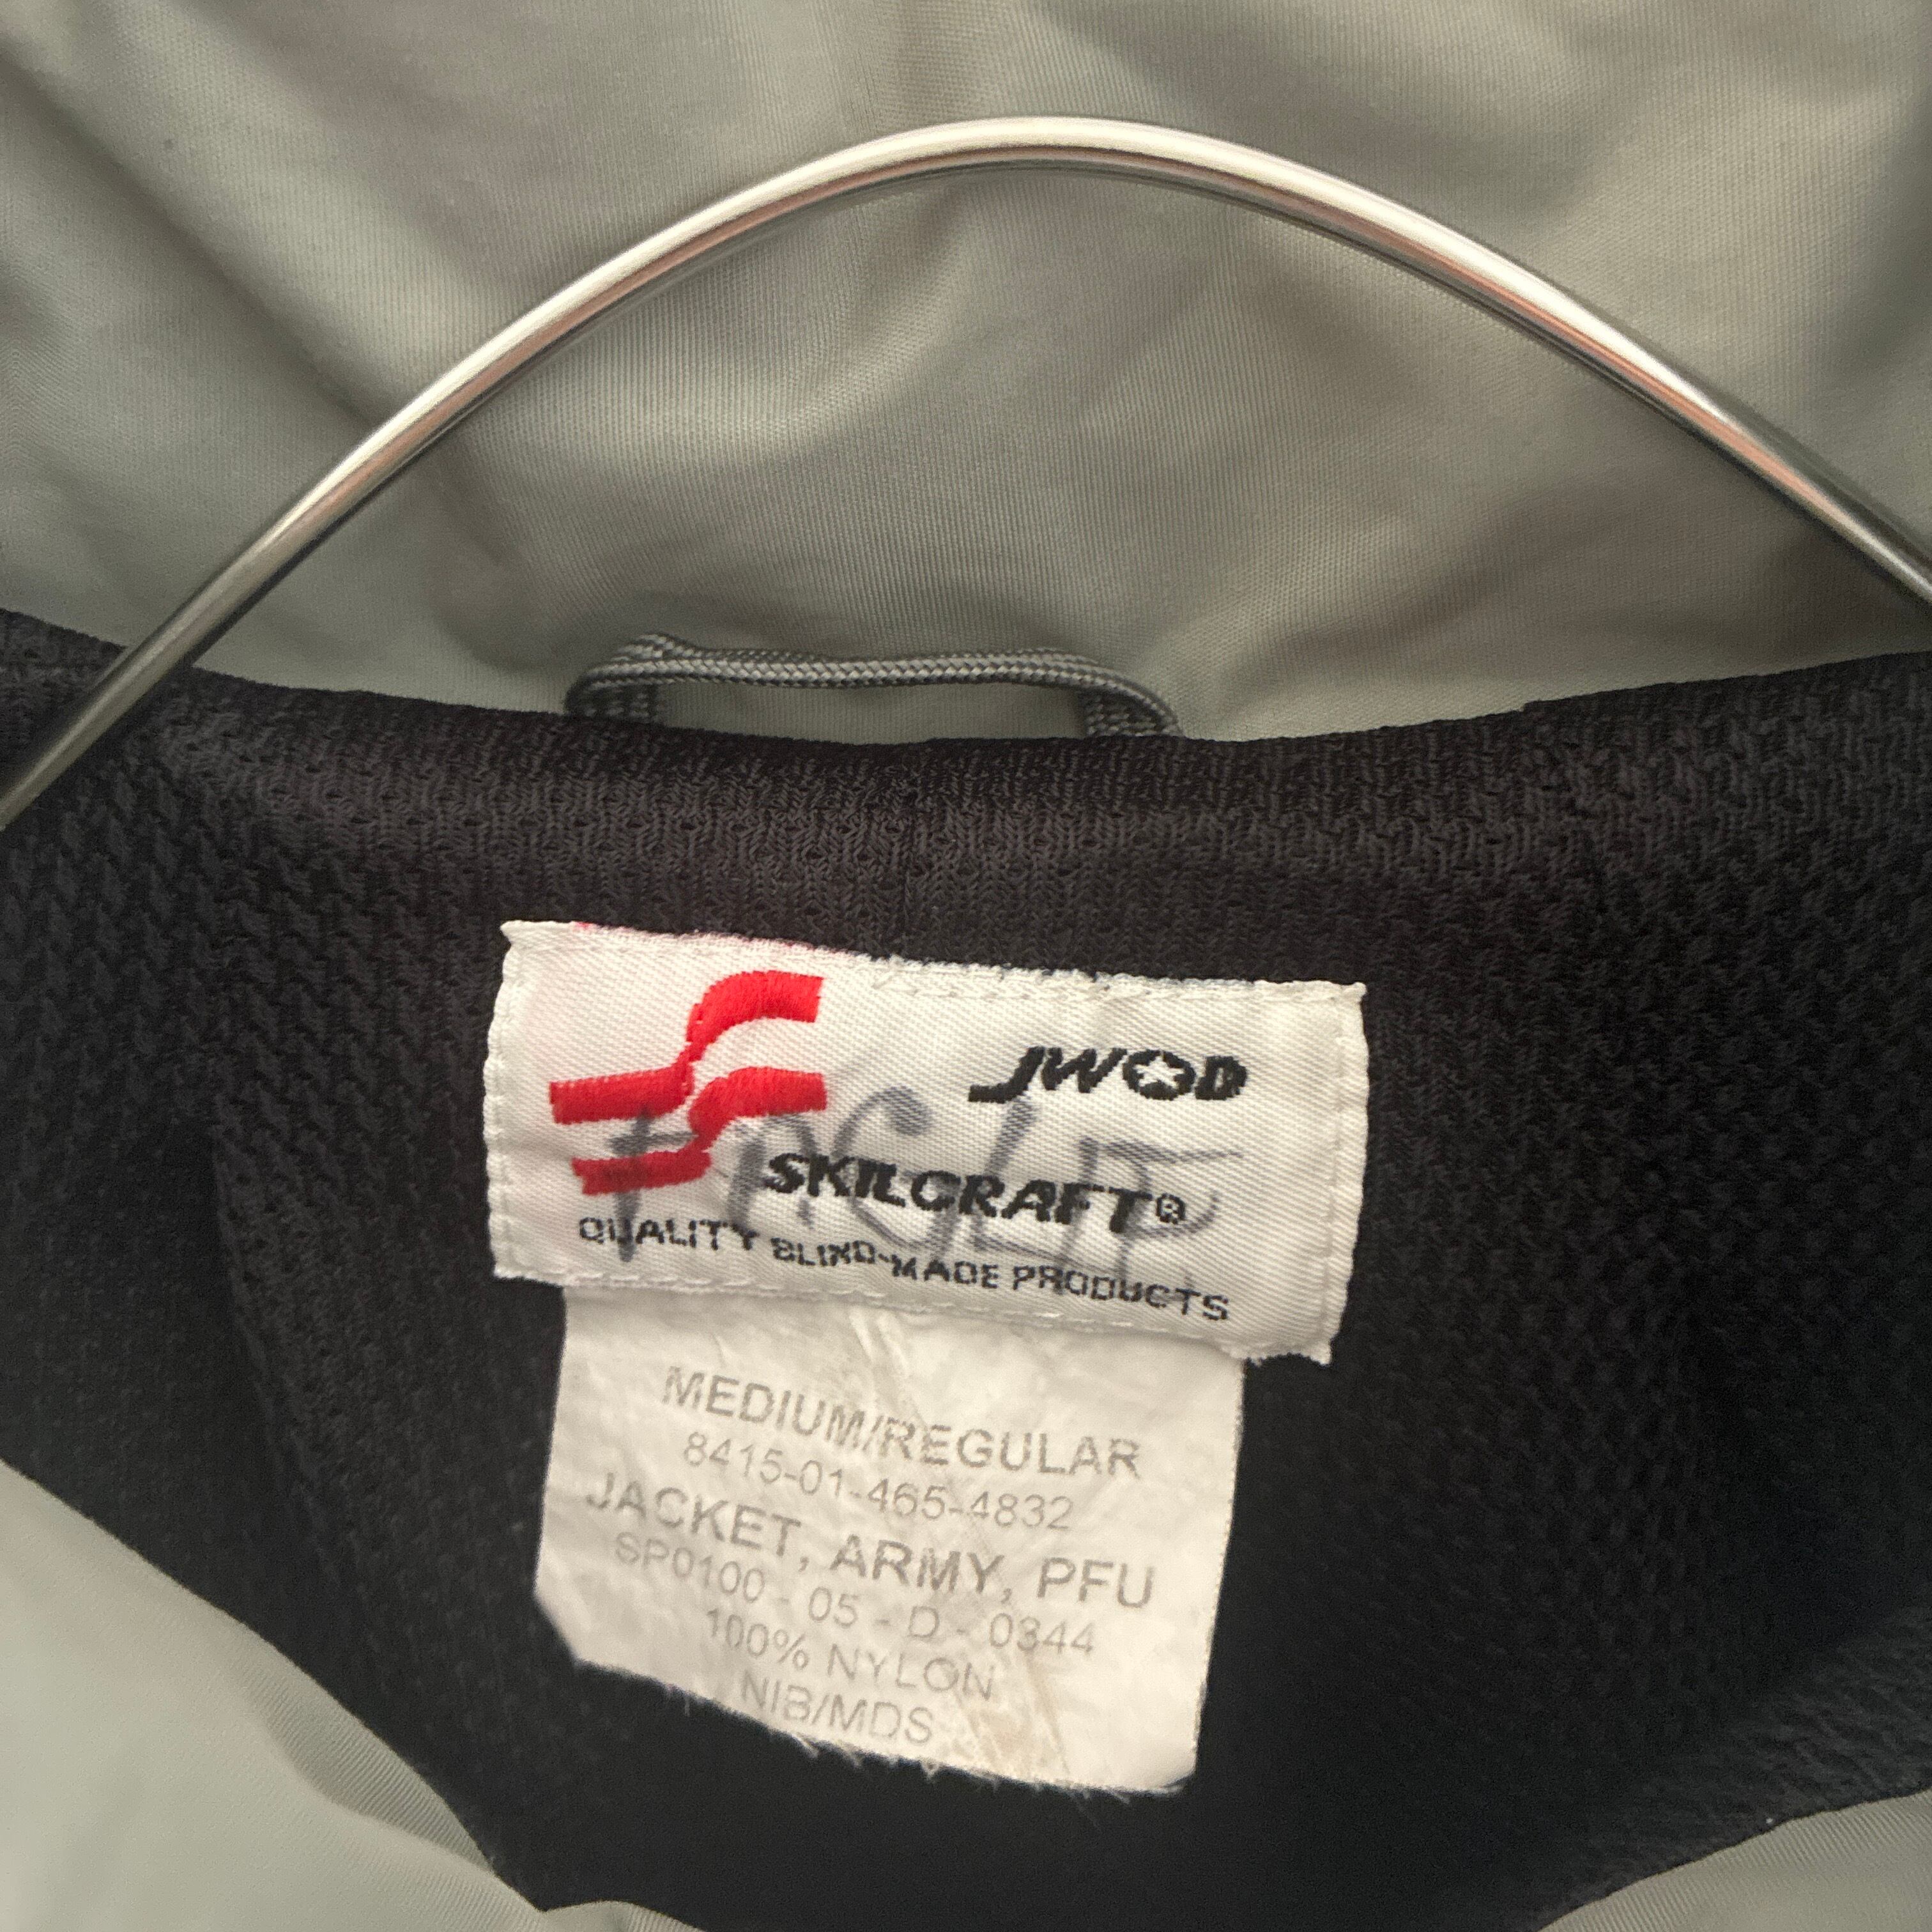 JWOD
SKILCRAFT®
QUALITY BLIND-MADE PRODUCTS
MEDIUM/REGULAR
8415-01-465-4832
JACKET, ARMY, PFU
SP0100 - 05 - D - 0344
100% NYLON
NIB/MDS